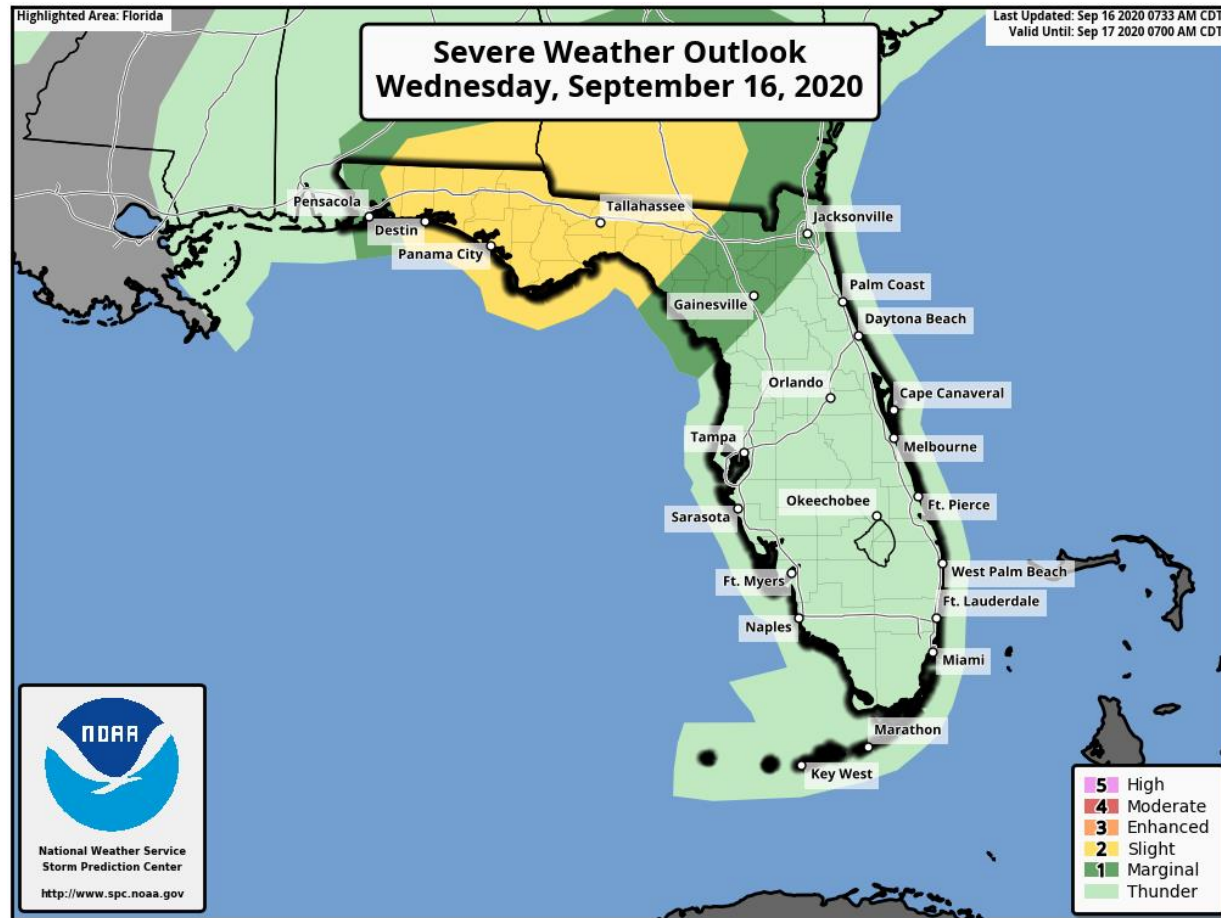 Highlighted Area: Florida
Last Updated: Sep 16 2020 0733 AM CDT
Valid Until: Sep 17 2020 0700 AM CDT
Severe Weather Outlook
Wednesday, September 16, 2020
Pensacola
Destin
Panama City
Tallahassee
Jacksonville
Gainesville
Palm Coast
Daytona Beach
Orlando
Cape Canaveral
Tampa
Melbourne
Okeechobee
Ft. Pierce
Sarasota
West Palm Beach
Ft. Myers
Ft. Lauderdale
Naples
Miami
Marathon
Key West
NOAA
National Weather Service
Storm Prediction Center
http://www.spc.noaa.gov
5 High
4 Moderate
3 Enhanced
2 Slight
1 Marginal
Thunder